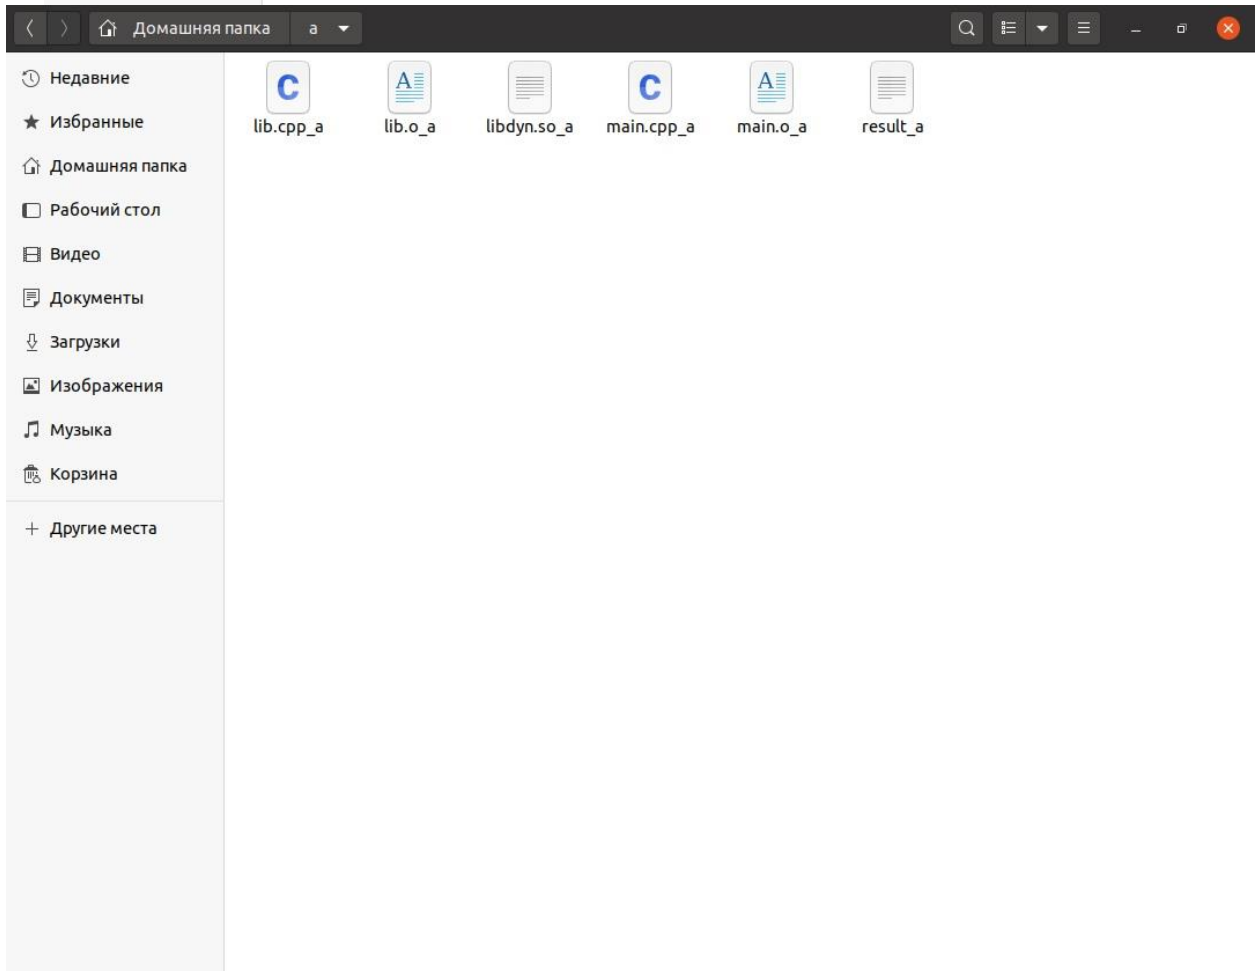 Домашняя папка a
Недавние
Избранные
Домашняя папка
Рабочий стол
Видео
Документы
Загрузки
Изображения
Музыка
Корзина
Другие места
lib.cpp_a lib.o_a libdyn.so_a main.cpp_a main.o_a result_a